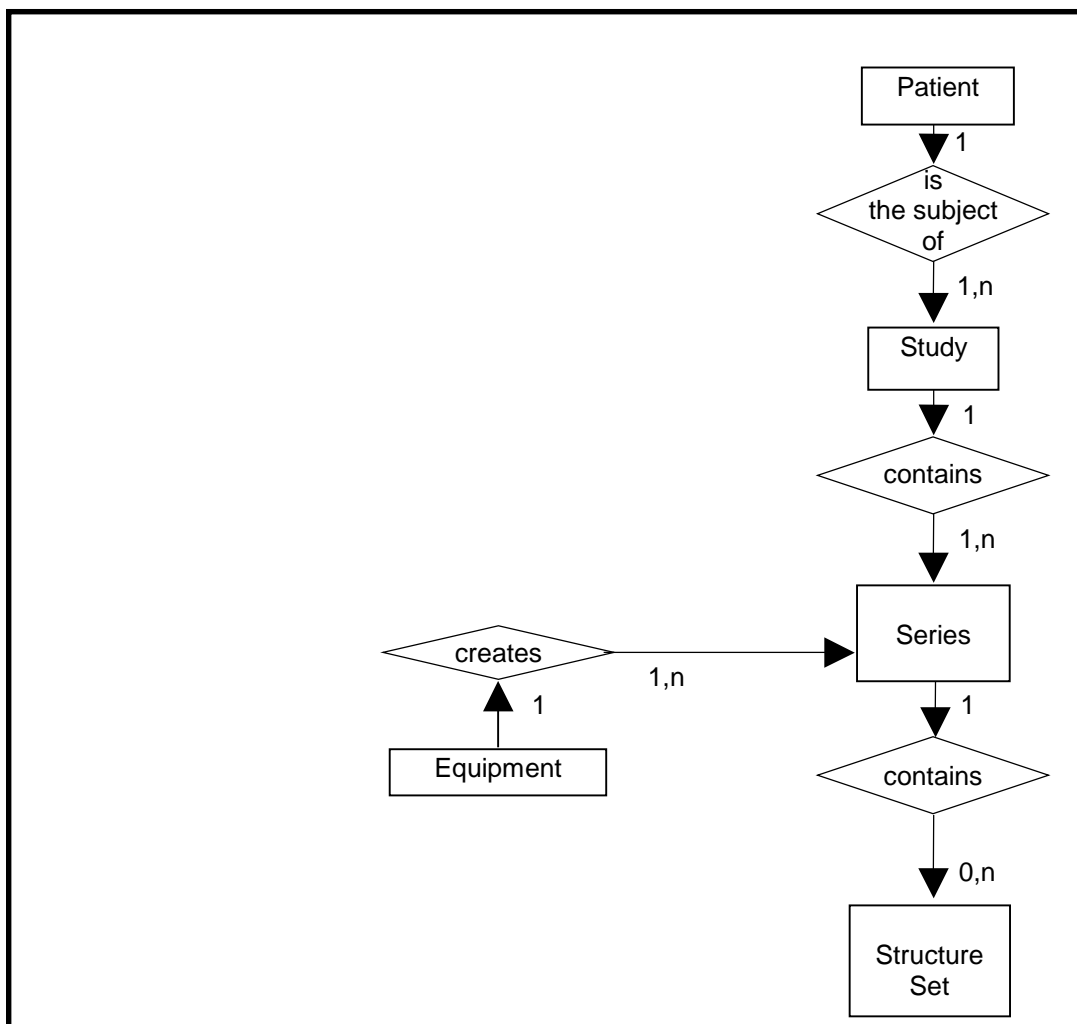 Patient
1
is
the subject
of
1,n
Study
1
contains
1,n
Series
creates
1,n
1
1
Equipment
contains
0,n
Structure
Set